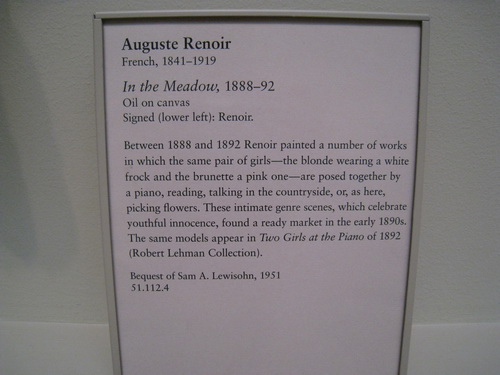 Auguste Renoir
French, 1841–1919
In the Meadow, 1888–92
Oil on canvas
Signed (lower left): Renoir.
Between 1888 and 1892 Renoir painted a number of works
in which the same pair of girls—the blonde wearing a white
frock and the brunette a pink one—are posed together by
a piano, reading, talking in the countryside, or, as here,
picking flowers. These intimate genre scenes, which celebrate
youthful innocence, found a ready market in the early 1890s.
The same models appear in Two Girls at the Piano of 1892
(Robert Lehman Collection).
Bequest of Sam A. Lewisohn, 1951
51.112.4